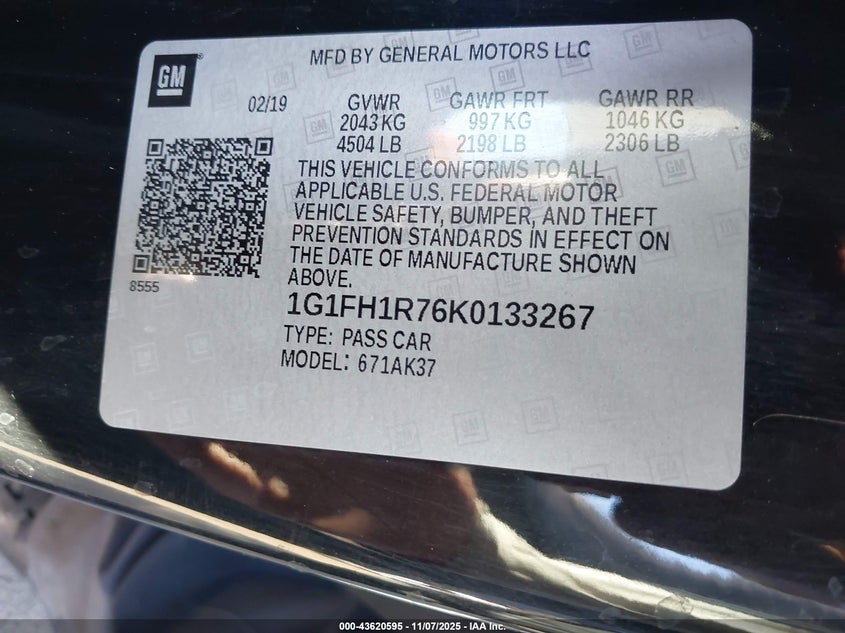 GM
MFD BY GENERAL MOTORS LLC
02/19
GVWR GAWR FRT GAWR RR
2043 KG 997 KG 1046 KG
4504 LB 2198 LB 2306 LB
THIS VEHICLE CONFORMS TO ALL
APPLICABLE U.S. FEDERAL MOTOR
VEHICLE SAFETY, BUMPER, AND THEFT
PREVENTION STANDARDS IN EFFECT ON
THE DATE OF MANUFACTURE SHOWN
ABOVE.
8555
1G1FH1R76K0133267
TYPE: PASS CAR
MODEL: 671AK37
000-43620595 - 11/07/2025 - IAA Inc.